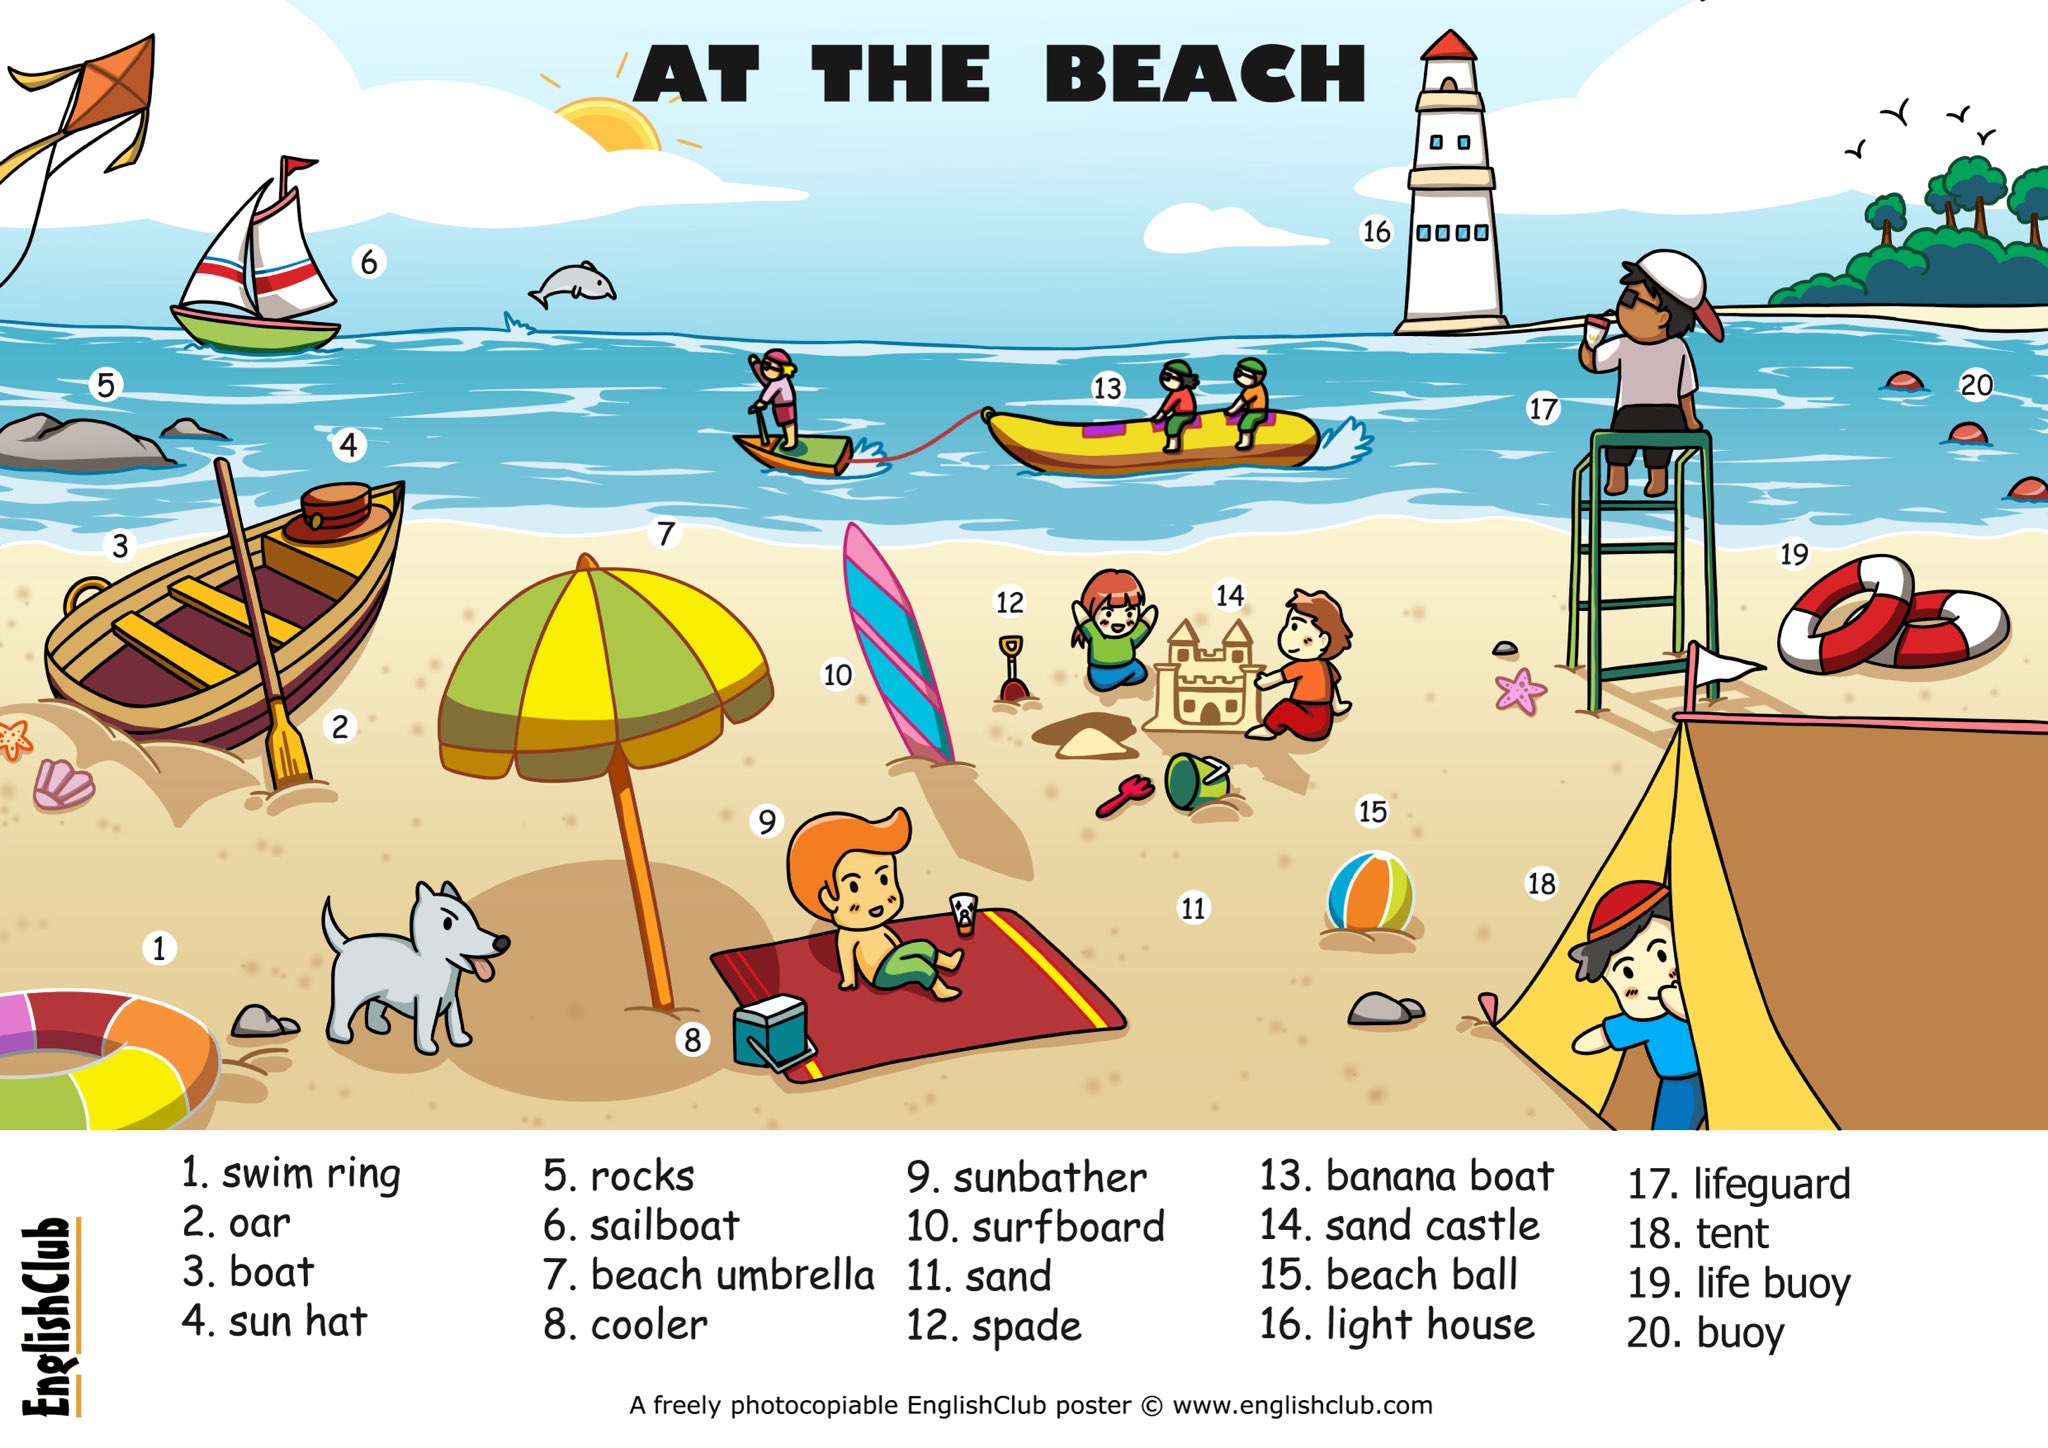 AT THE BEACH
16
6
5
13
20
17
4
7
3
19
12
14
10
2
9
15
18
11
8
1
8
1. swim ring
2. oar
3. boat
4. sun hat
5. rocks
6. sailboat
7. beach umbrella
8. cooler
9. sunbather
10. surfboard
11. sand
12. spade
13. banana boat
14. sand castle
15. beach ball
16. light house
17. lifeguard
18. tent
19. life buoy
20. buoy
EnglishClub
A freely photocopiable EnglishClub poster © www.englishclub.com